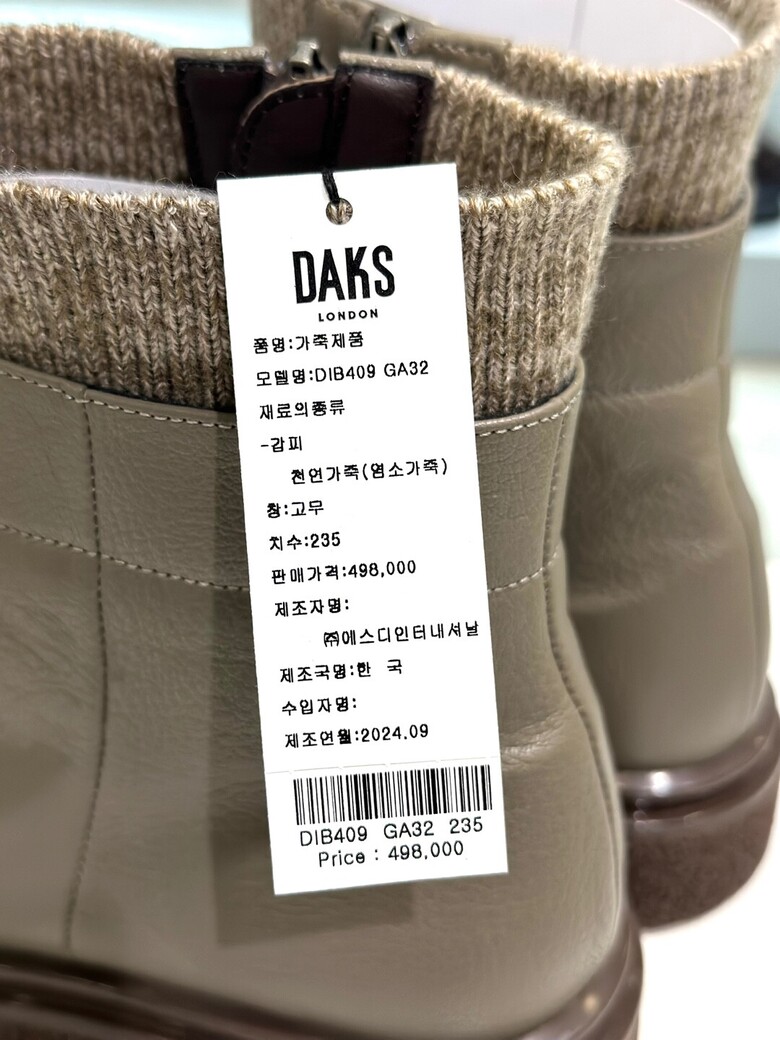 DAKS
LONDON
품명:가죽제품
모델명:DIB409 GA32
재료의종류
-갑피
천연가죽(염소가죽)
창:고무
치수:235
판매가격:498,000
제조자명:
㈜에스디인터내셔날
제조국명:한 국
수입자명:
제조연월:2024.09
DIB409 GA32 235
Price : 498,000